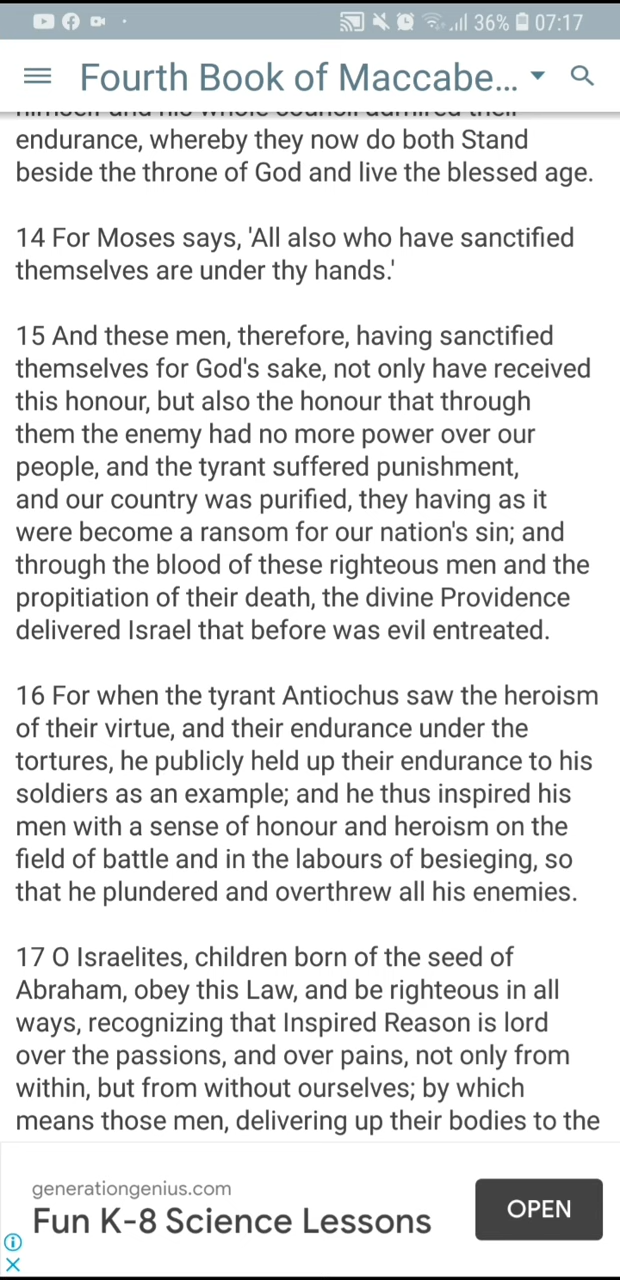 36% 07:17
Fourth Book of Maccabe...
endurance, whereby they now do both Stand
beside the throne of God and live the blessed age.
14 For Moses says, 'All also who have sanctified
themselves are under thy hands.'
15 And these men, therefore, having sanctified
themselves for God's sake, not only have received
this honour, but also the honour that through
them the enemy had no more power over our
people, and the tyrant suffered punishment,
and our country was purified, they having as it
were become a ransom for our nation's sin; and
through the blood of these righteous men and the
propitiation of their death, the divine Providence
delivered Israel that before was evil entreated.
16 For when the tyrant Antiochus saw the heroism
of their virtue, and their endurance under the
tortures, he publicly held up their endurance to his
soldiers as an example; and he thus inspired his
men with a sense of honour and heroism on the
field of battle and in the labours of besieging, so
that he plundered and overthrew all his enemies.
17 O Israelites, children born of the seed of
Abraham, obey this Law, and be righteous in all
ways, recognizing that Inspired Reason is lord
over the passions, and over pains, not only from
within, but from without ourselves; by which
means those men, delivering up their bodies to the
generationgenius.com
Fun K-8 Science Lessons
OPEN